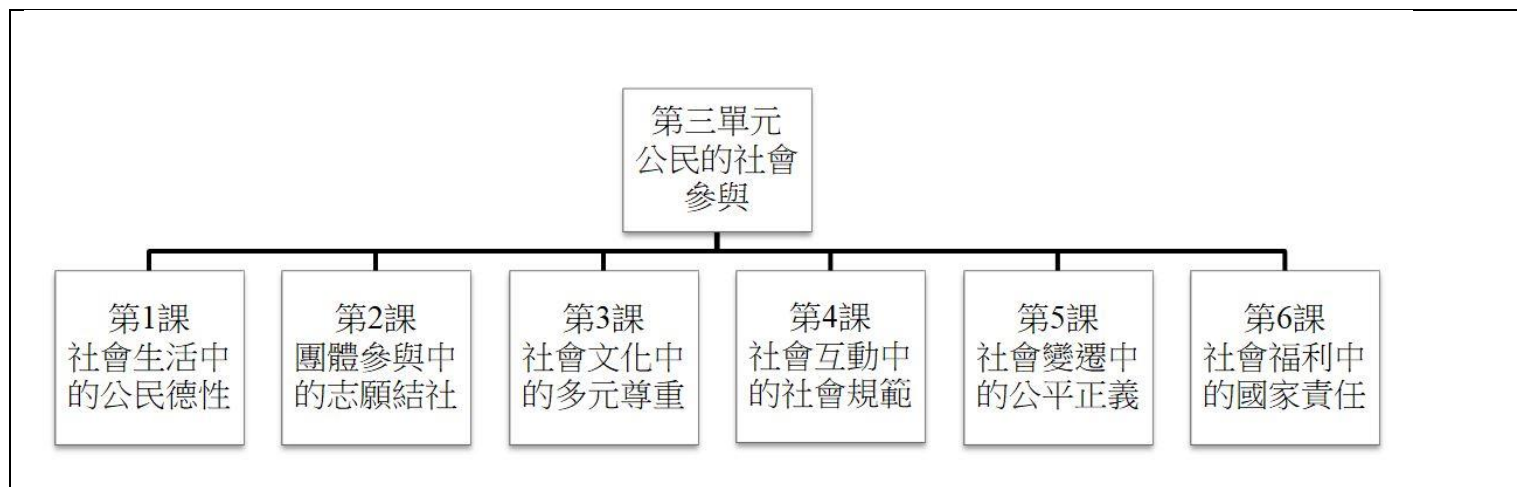 第三單元
公民的社會
參與
第1課
社會生活中
的公民德性
第2課
團體參與中
的志願結社
第3課
社會文化中
的多元尊重
第4課
社會互動中
的社會規範
第5課
社會變遷中
的公平正義
第6課
社會福利中
的國家責任